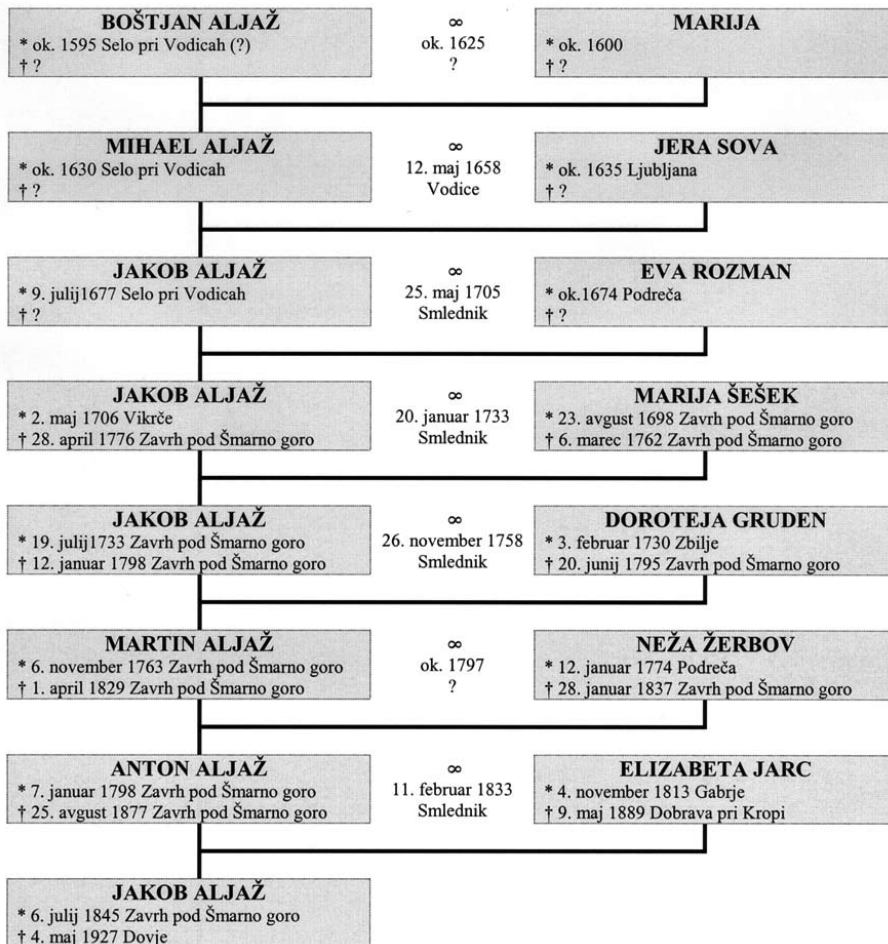 BOŠTJAN ALJAŽ
* ok. 1595 Selo pri Vodicah (?)
† ?
∞
ok. 1625
?
MARIJA
* ok. 1600
† ?
MIHAEL ALJAŽ
* ok. 1630 Selo pri Vodicah
† ?
∞
12. maj 1658
Vodice
JERA SOVA
* ok. 1635 Ljubljana
† ?
JAKOB ALJAŽ
* 9. julij1677 Selo pri Vodicah
† ?
∞
25. maj 1705
Smlednik
EVA ROZMAN
* ok.1674 Podreča
† ?
JAKOB ALJAŽ
* 2. maj 1706 Vikrče
† 28. april 1776 Zavrh pod Šmarno goro
∞
20. januar 1733
Smlednik
MARIJA ŠEŠEK
* 23. avgust 1698 Zavrh pod Šmarno goro
† 6. marec 1762 Zavrh pod Šmarno goro
JAKOB ALJAŽ
* 19. julij1733 Zavrh pod Šmarno goro
† 12. januar 1798 Zavrh pod Šmarno goro
∞
26. november 1758
Smlednik
DOROTEJA GRUDEN
* 3. februar 1730 Zbilje
† 20. junij 1795 Zavrh pod Šmarno goro
MARTIN ALJAŽ
* 6. november 1763 Zavrh pod Šmarno goro
† 1. april 1829 Zavrh pod Šmarno goro
∞
ok. 1797
?
NEŽA ŽERBOV
* 12. januar 1774 Podreča
† 28. januar 1837 Zavrh pod Šmarno goro
ANTON ALJAŽ
* 7. januar 1798 Zavrh pod Šmarno goro
† 25. avgust 1877 Zavrh pod Šmarno goro
∞
11. februar 1833
Smlednik
ELIZABETA JARC
* 4. november 1813 Gabrje
† 9. maj 1889 Dobrava pri Kropi
JAKOB ALJAŽ
* 6. julij 1845 Zavrh pod Šmarno goro
† 4. maj 1927 Dovje